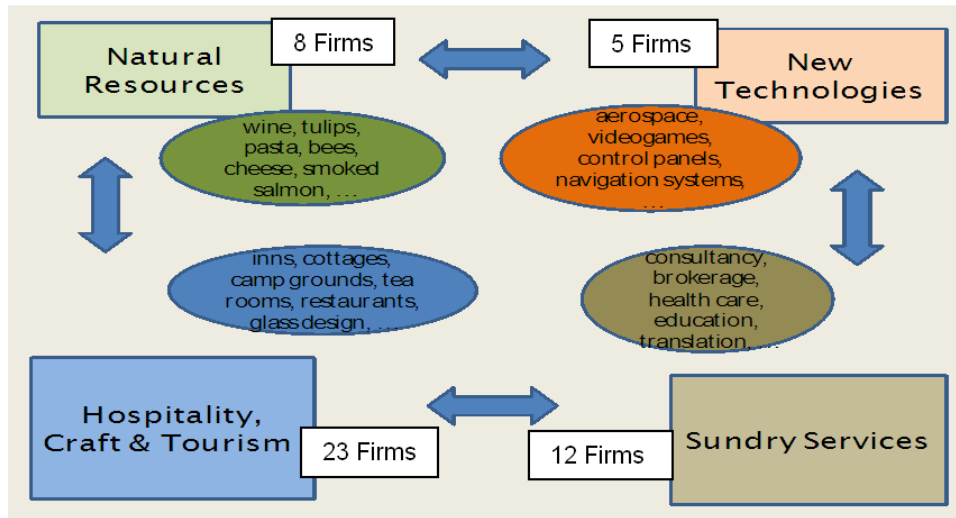 Natural
Resources
8 Firms
5 Firms
New
Technologies
wine, tulips,
pasta, bees,
cheese, smoked
salmon, ...
aerospace,
videogames,
control panels,
navigation systems,
...
inns, cottages,
camp grounds, tea
rooms, restaurants,
glass design, ...
consultancy,
brokerage,
health care,
education,
translation, ...
Hospitality,
Craft & Tourism
23 Firms
12 Firms
Sundry Services